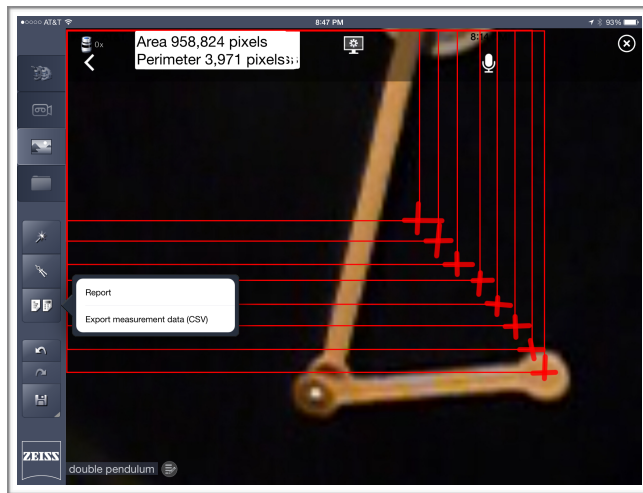 AT&T
8:47 PM
93%
0x
Area 958,824 pixels
Perimeter 3,971 pixels
Report
Export measurement data (CSV)
ZEISS
double pendulum